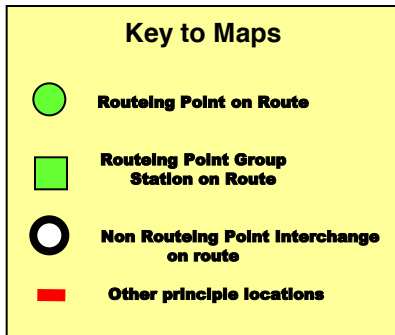 Key to Maps
Routeing Point on Route
Routeing Point Group
Station on Route
Non Routeing Point Interchange
on route
Other principle locations